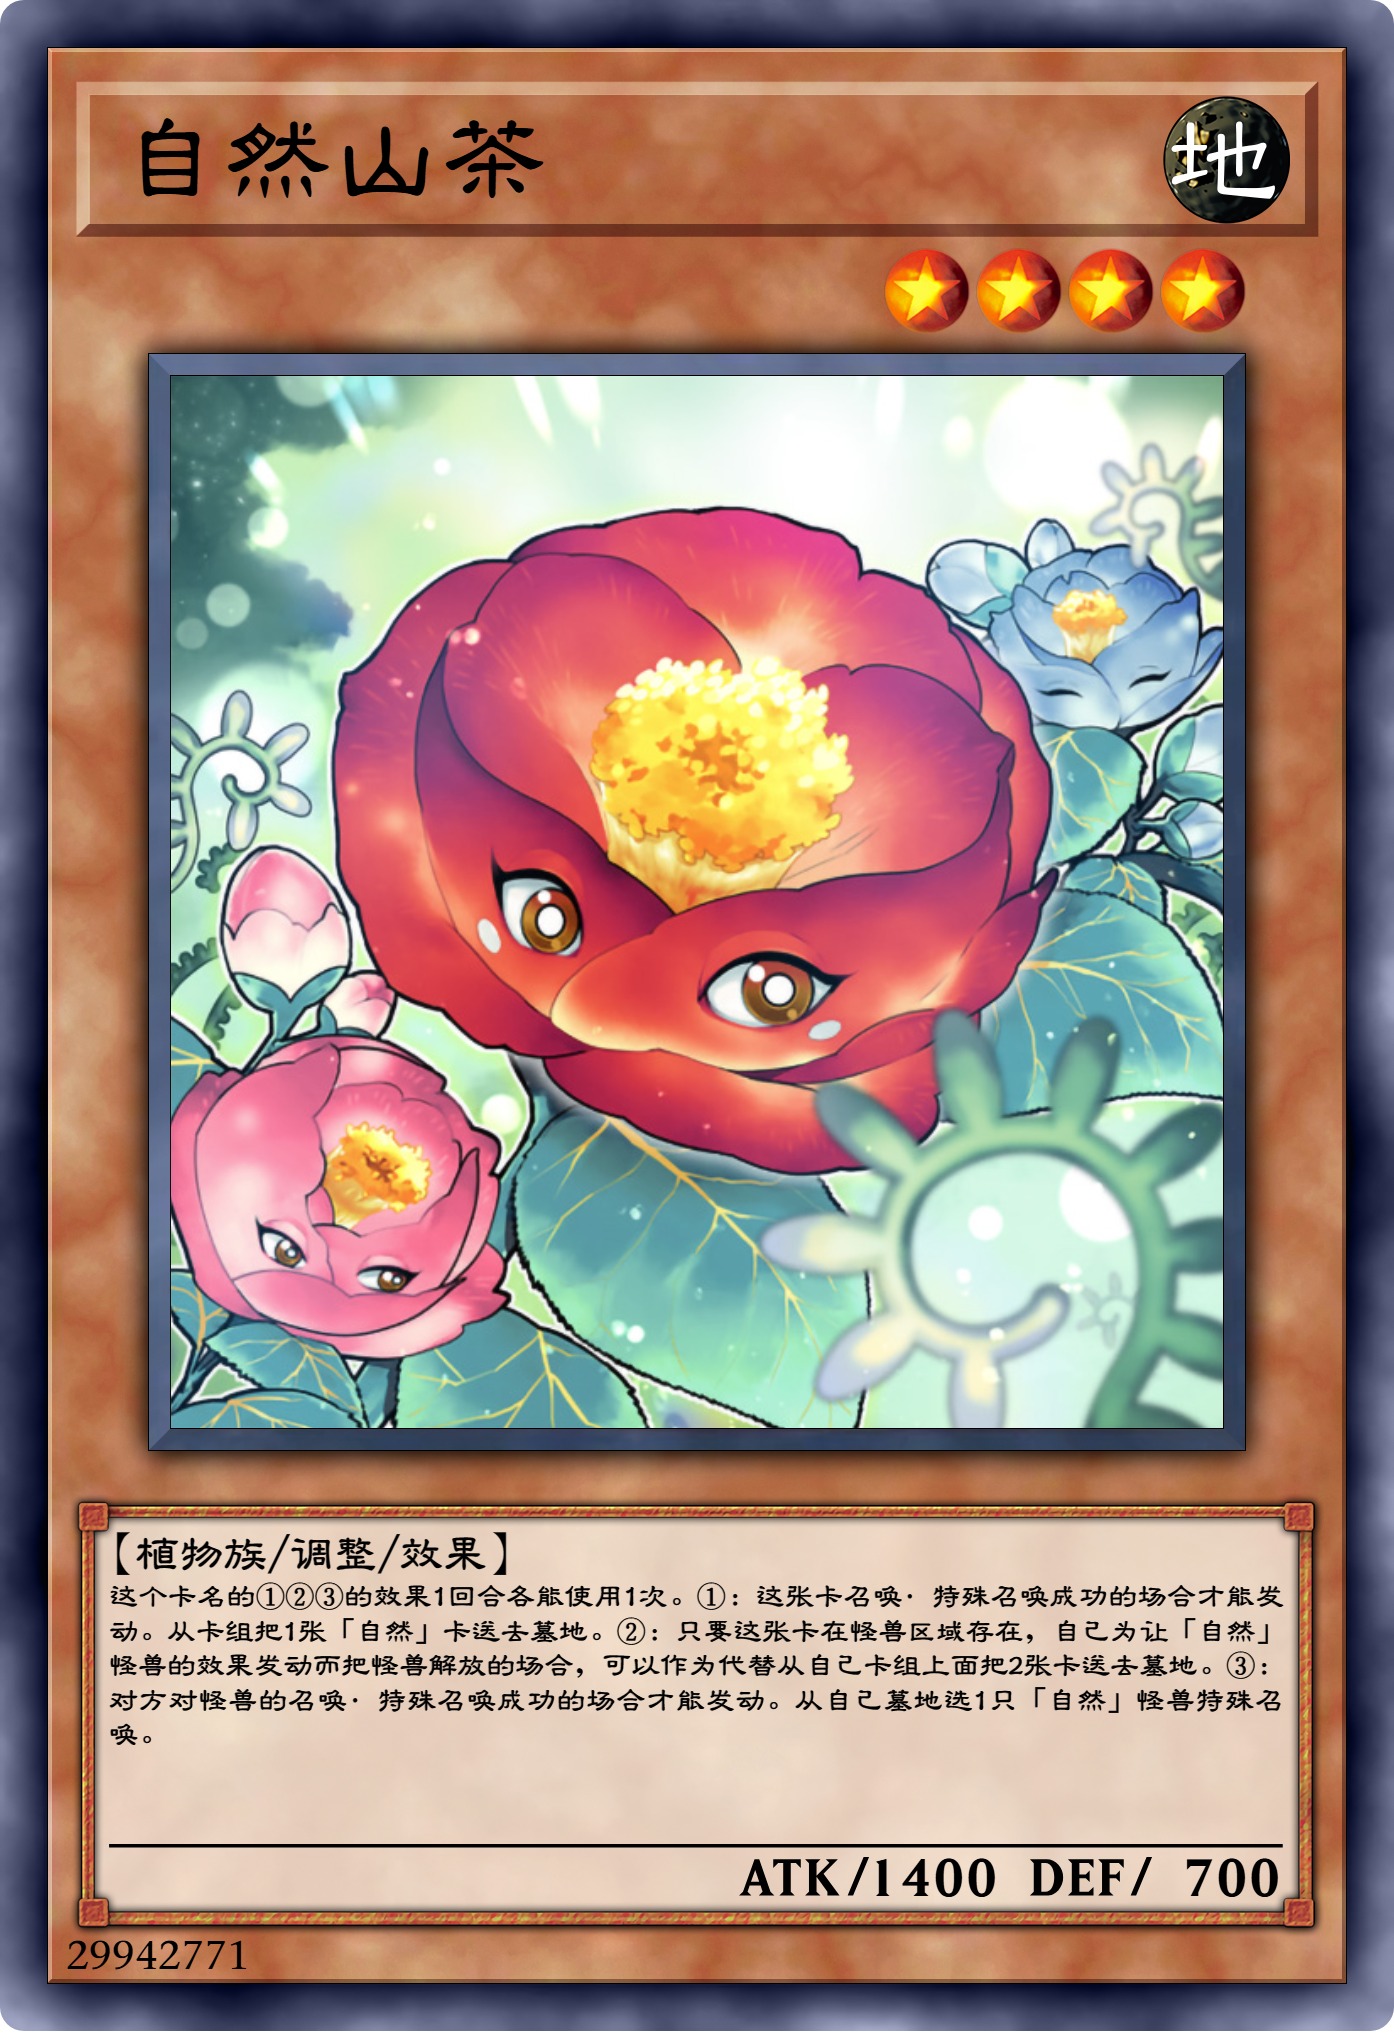 自然山茶
地
【植物族/调整/效果】
这个卡名的①②③的效果1回合各能使用1次。①：这张卡召唤·特殊召唤成功的场合才能发
动。从卡组把1张「自然」卡送去墓地。②：只要这张卡在怪兽区域存在，自己为让「自然」
怪兽的效果发动而把怪兽解放的场合，可以作为代替从自己卡组上面把2张卡送去墓地。③：
对方对怪兽的召唤·特殊召唤成功的场合才能发动。从自己墓地选1只「自然」怪兽特殊召
唤。
ATK/1400 DEF/ 700
29942771